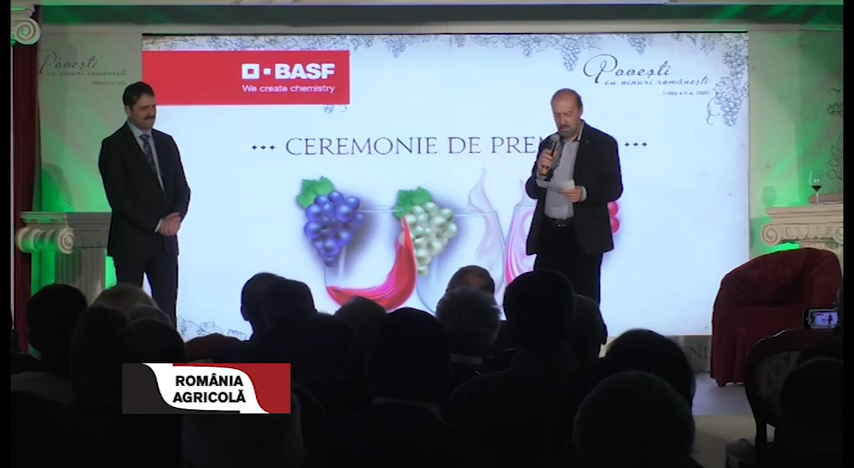 Povești
cu vinuri românești
BASF
We create chemistry
Povești
cu vinuri românești
CEREMONIE DE PREM
ROMÂNIA
AGRICOLĂ